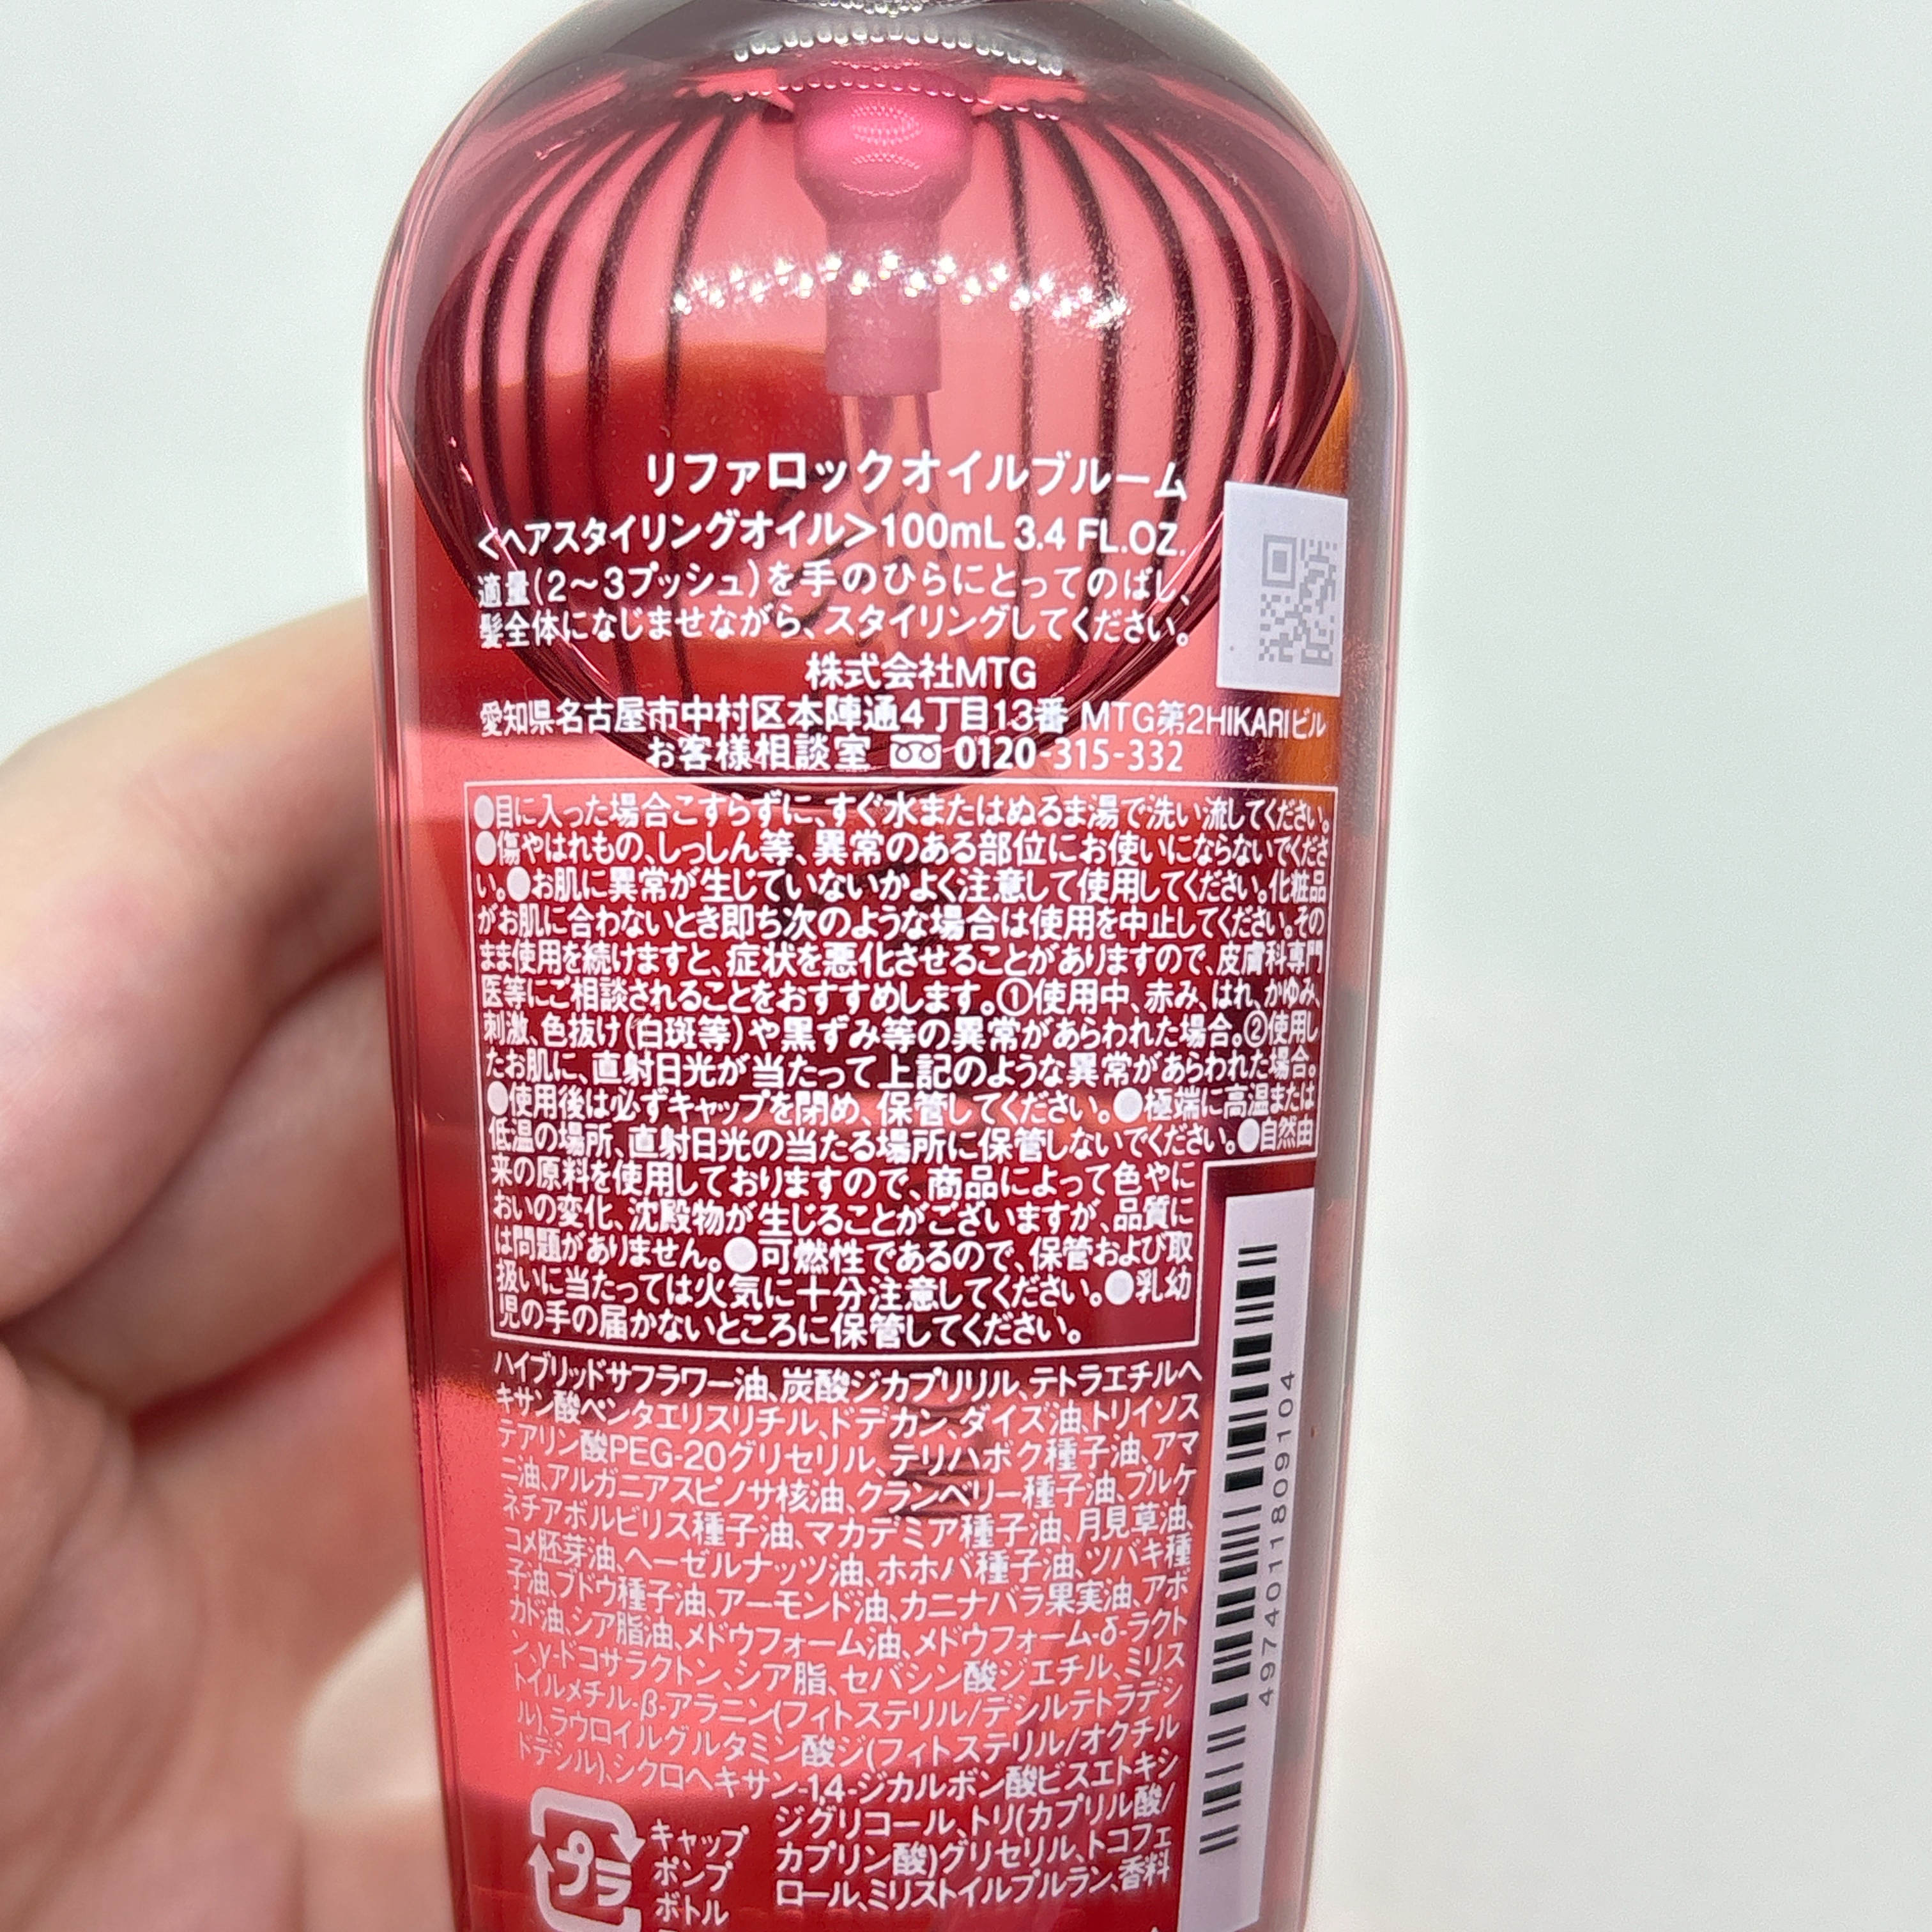 リファロックオイルブルーム
<ヘアスタイリングオイル>100mL 3.4 FL.OZ.
適量(2〜3プッシュ)を手のひらにとってのばし、
髪全体になじませながら、スタイリングしてください。
株式会社MTG
愛知県名古屋市中村区本陣通4丁目13番 MTG第2HIKARIビル
お客様相談室 0120-315-332
●目に入った場合こすらずに、すぐ水またはぬるま湯で洗い流してください。
●傷やはれもの、しっしん等、異常のある部位にお使いにならないでくださ
い。●お肌に異常が生じていないかよく注意して使用してください。化粧品
がお肌に合わないとき即ち次のような場合は使用を中止してください。その
まま使用を続けますと、症状を悪化させることがありますので、皮膚科専門
医等にご相談されることをおすすめします。①使用中、赤み、はれ、かゆみ、
刺激、色抜け(白斑等)や黒ずみ等の異常があらわれた場合。②使用し
たお肌に、直射日光が当たって上記のような異常があらわれた場合。
●使用後は必ずキャップを閉め、保管してください。●極端に高温または
低温の場所、直射日光の当たる場所に保管しないでください。●自然由
来の原料を使用しておりますので、商品によって色やに
おいの変化、沈殿物が生じることがございますが、品質に
は問題がありません。●可燃性であるので、保管および取
扱いに当たっては火気に十分注意してください。●乳幼
児の手の届かないところに保管してください。
ハイブリッドサフラワー油、炭酸ジカプリリル、テトラエチルヘ
キサン酸ペンタエリスリチル、ドデカン、ダイズ油、トリイソス
テアリン酸PEG-20グリセリル、テリハボク種子油、アマ
ニ油、アルガニアスピノサ核油、クランベリー種子油、プルケ
ネチアボルビリス種子油、マカデミア種子油、月見草油、
コメ胚芽油、ヘーゼルナッツ油、ホホバ種子油、ツバキ種
子油、ブドウ種子油、アーモンド油、カニナバラ果実油、アボ
カド油、シア脂油、メドウフォーム油、メドウフォーム-δ-ラクト
ン、γ-ドコサラクトン、シア脂、セバシン酸ジエチル、ミリス
トイルメチル-β-アラニン(フィトステリル/デシルテトラデシ
ル)、ラウロイルグルタミン酸ジ(フィトステリル/オクチル
ドデシル)、シクロヘキサン-1,4-ジカルボン酸ビスエトキシ
ジグリコール、トリ(カプリル酸/
カプリン酸)グリセリル、トコフェ
ロール、ミリストイルプルラン、香料
プラ
キャップ
ポンプ
ボトル
4974011809104